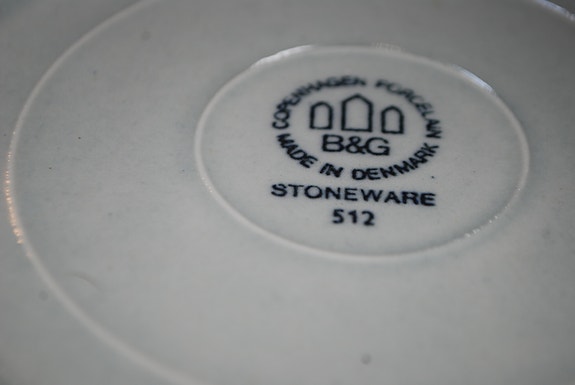 COPENHAGEN PORCELAIN
B&G
MADE IN DENMARK
STONEWARE
512